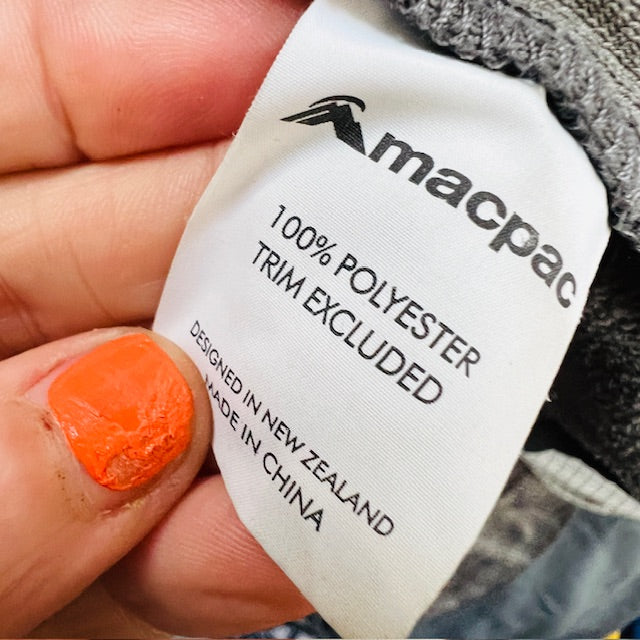 macpac
100% POLYESTER
TRIM EXCLUDED
DESIGNED IN NEW ZEALAND
MADE IN CHINA